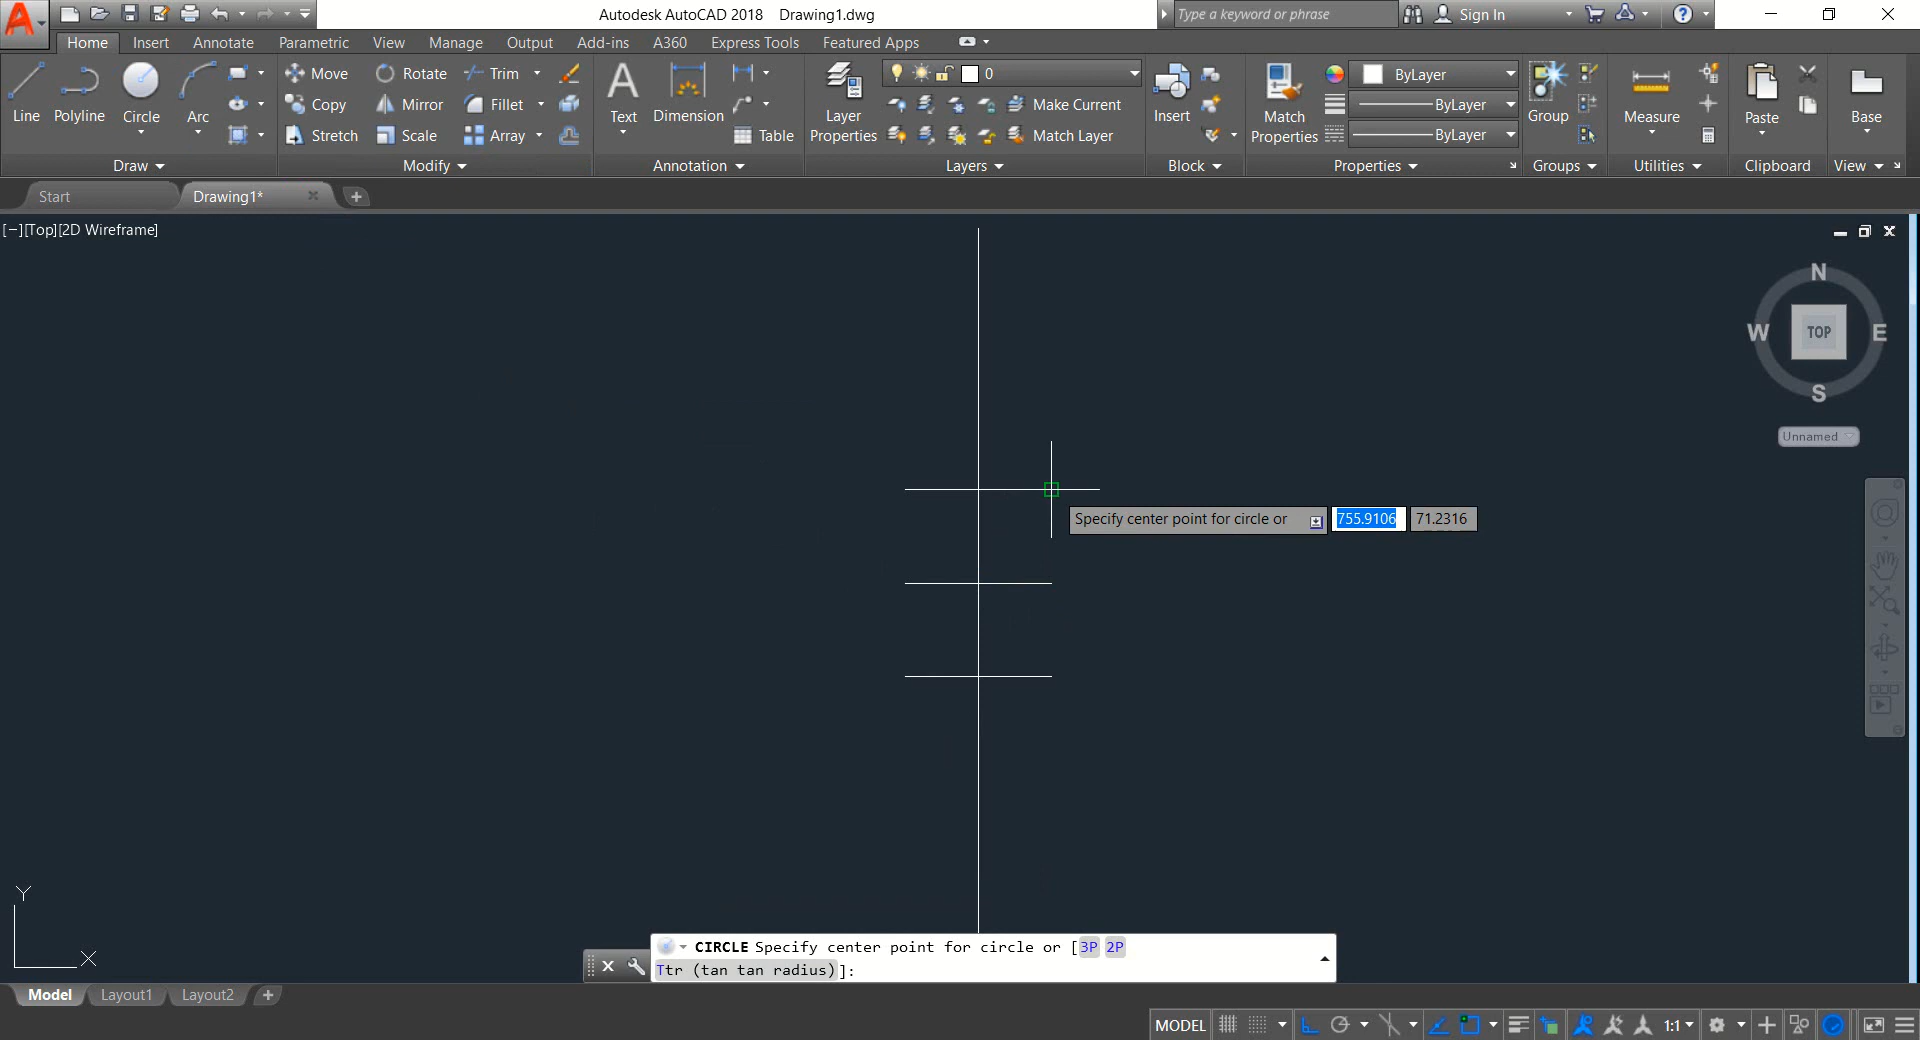 Autodesk AutoCAD 2018 Drawing1.dwg
Type a keyword or phrase
Sign In
Home Insert Annotate Parametric View Manage Output Add-ins A360 Express Tools Featured Apps
Line Polyline Circle Arc
Move Rotate Trim
Copy Mirror Fillet
Stretch Scale Array
Text Dimension Table
Layer Properties
0
Make Current
Match Layer
Insert
Match Properties
ByLayer
ByLayer
ByLayer
Group
Measure
Paste
Base
Draw Modify Annotation Layers Block Properties Groups Utilities Clipboard View
Start Drawing1*
[−][Top][2D Wireframe]
N
W TOP E
S
Unnamed
Specify center point for circle or 755.9106 71.2316
Y
X
CIRCLE Specify center point for circle or [3P 2P
Ttr (tan tan radius)]:
Model Layout1 Layout2
MODEL 1:1